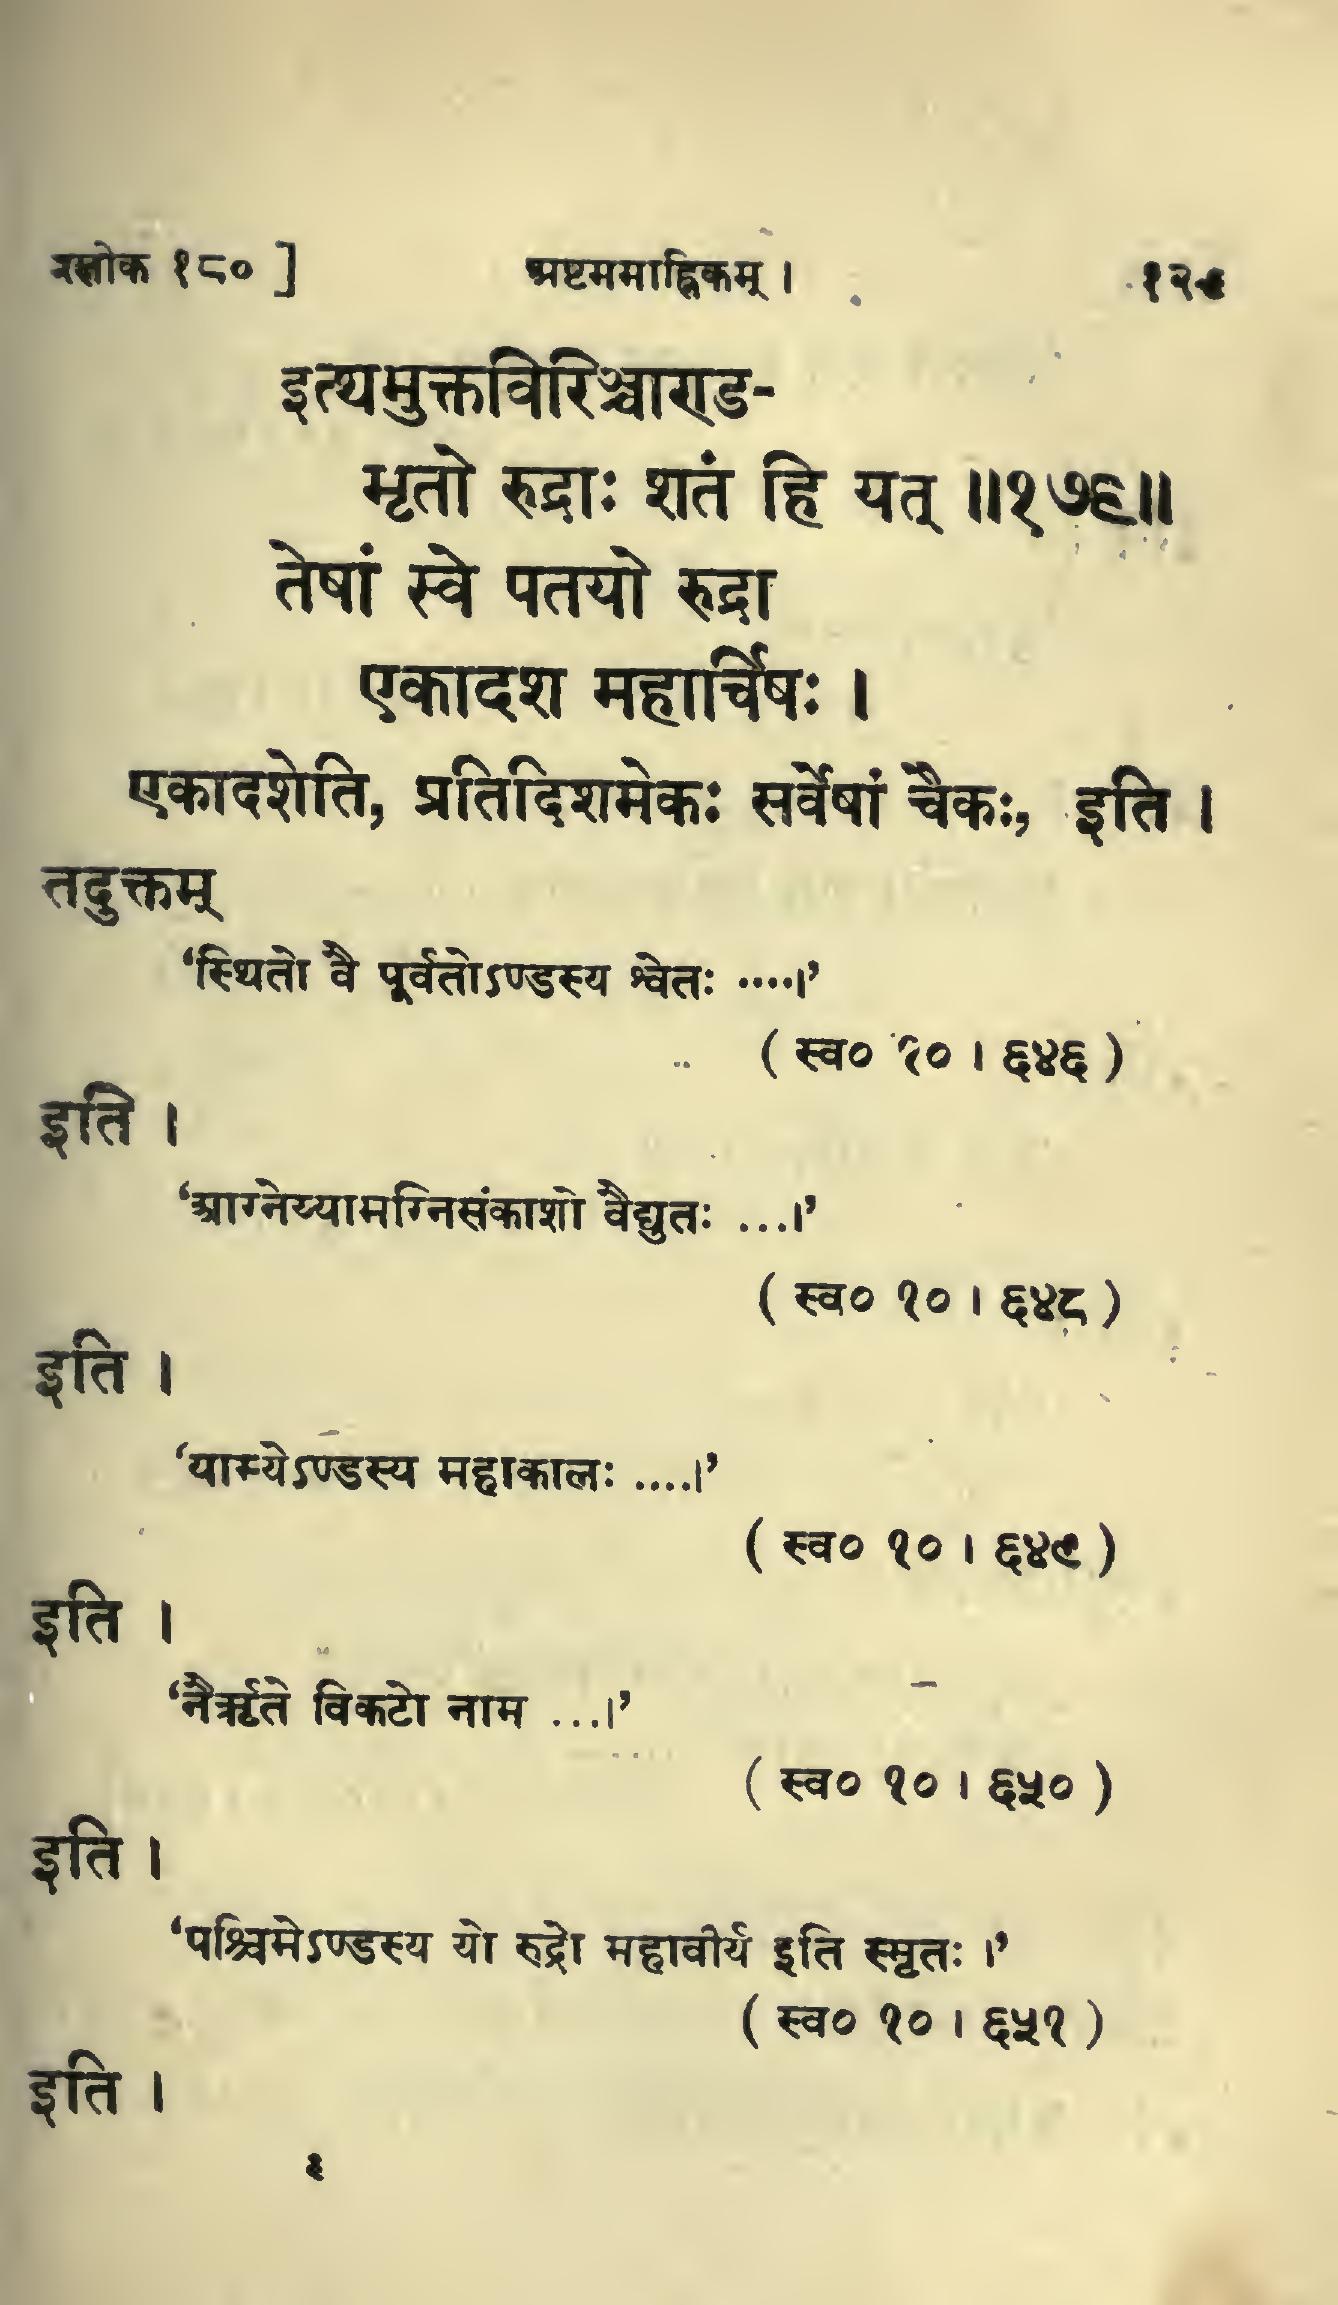 श्लोक १८० ] अष्टममाह्निकम् । १२९
इत्थमुक्तविरिञ्चाण्ड-
मृतो रुद्राः शतं हि यत् ॥१७९॥
तेषां स्वे पतयो रुद्रा
एकादश महार्चिषः ।
एकादशेति, प्रतिदिशमेकः सर्वेषां चैकः, इति ।
तदुक्तम्
‘स्थितो वै पूर्वतोऽण्डस्य श्वेतः ....।’
( स्व० १० । ६४६ )
इति ।
‘आग्नेय्यामग्निसंकाशो वैद्युतः ...।’
( स्व० १० । ६४८ )
इति ।
‘याम्येऽण्डस्य महाकालः ....।’
( स्व० १० । ६४९ )
इति ।
‘नैरृते विकटो नाम ...।’
( स्व० १० । ६५० )
इति ।
‘पश्चिमेऽण्डस्य यो रुद्रो महावीर्य इति स्मृतः ।’
( स्व० १० । ६५१ )
इति ।